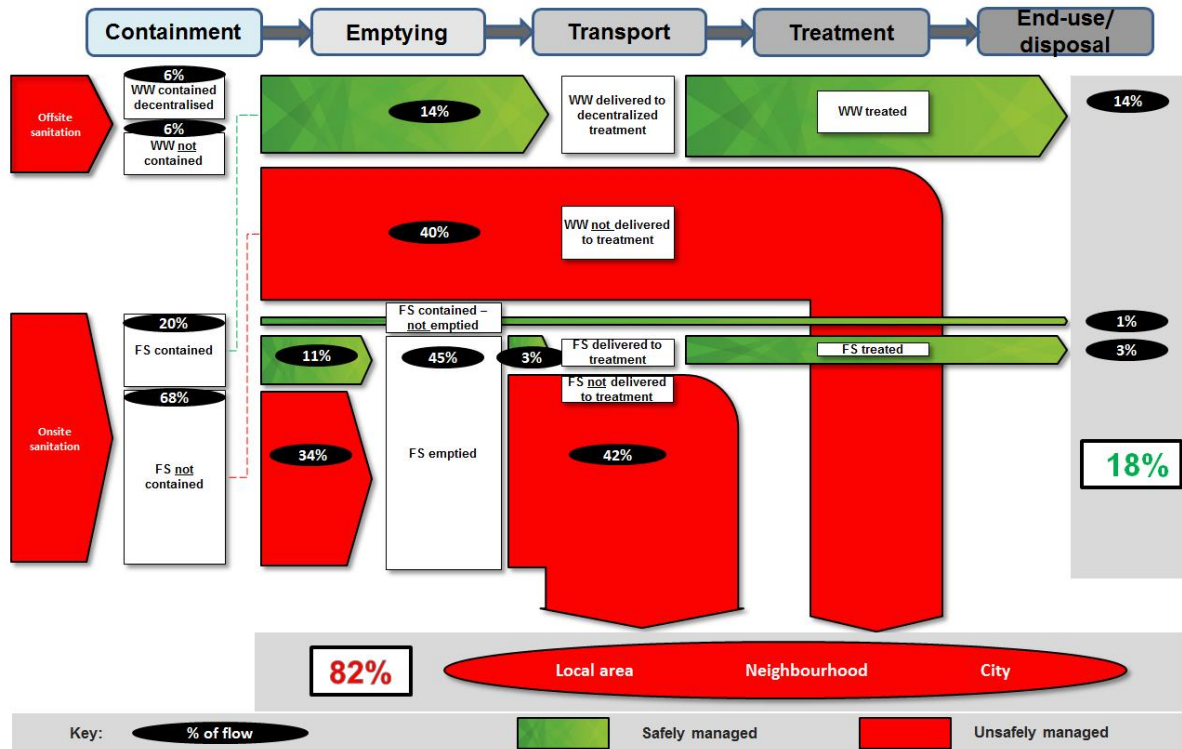 Containment
Emptying
Transport
Treatment
End-use/
disposal
Offsite
sanitation
6%
WW contained
decentralised
6%
WW not
contained
14%
WW delivered to
decentralized
treatment
WW treated
14%
40%
WW not delivered
to treatment
FS contained –
not emptied
1%
Onsite
sanitation
20%
FS contained
68%
FS not
contained
11%
45%
FS emptied
3%
FS delivered to
treatment
FS treated
3%
FS not delivered
to treatment
34%
42%
18%
82%
Local area
Neighbourhood
City
Key:
% of flow
Safely managed
Unsafely managed